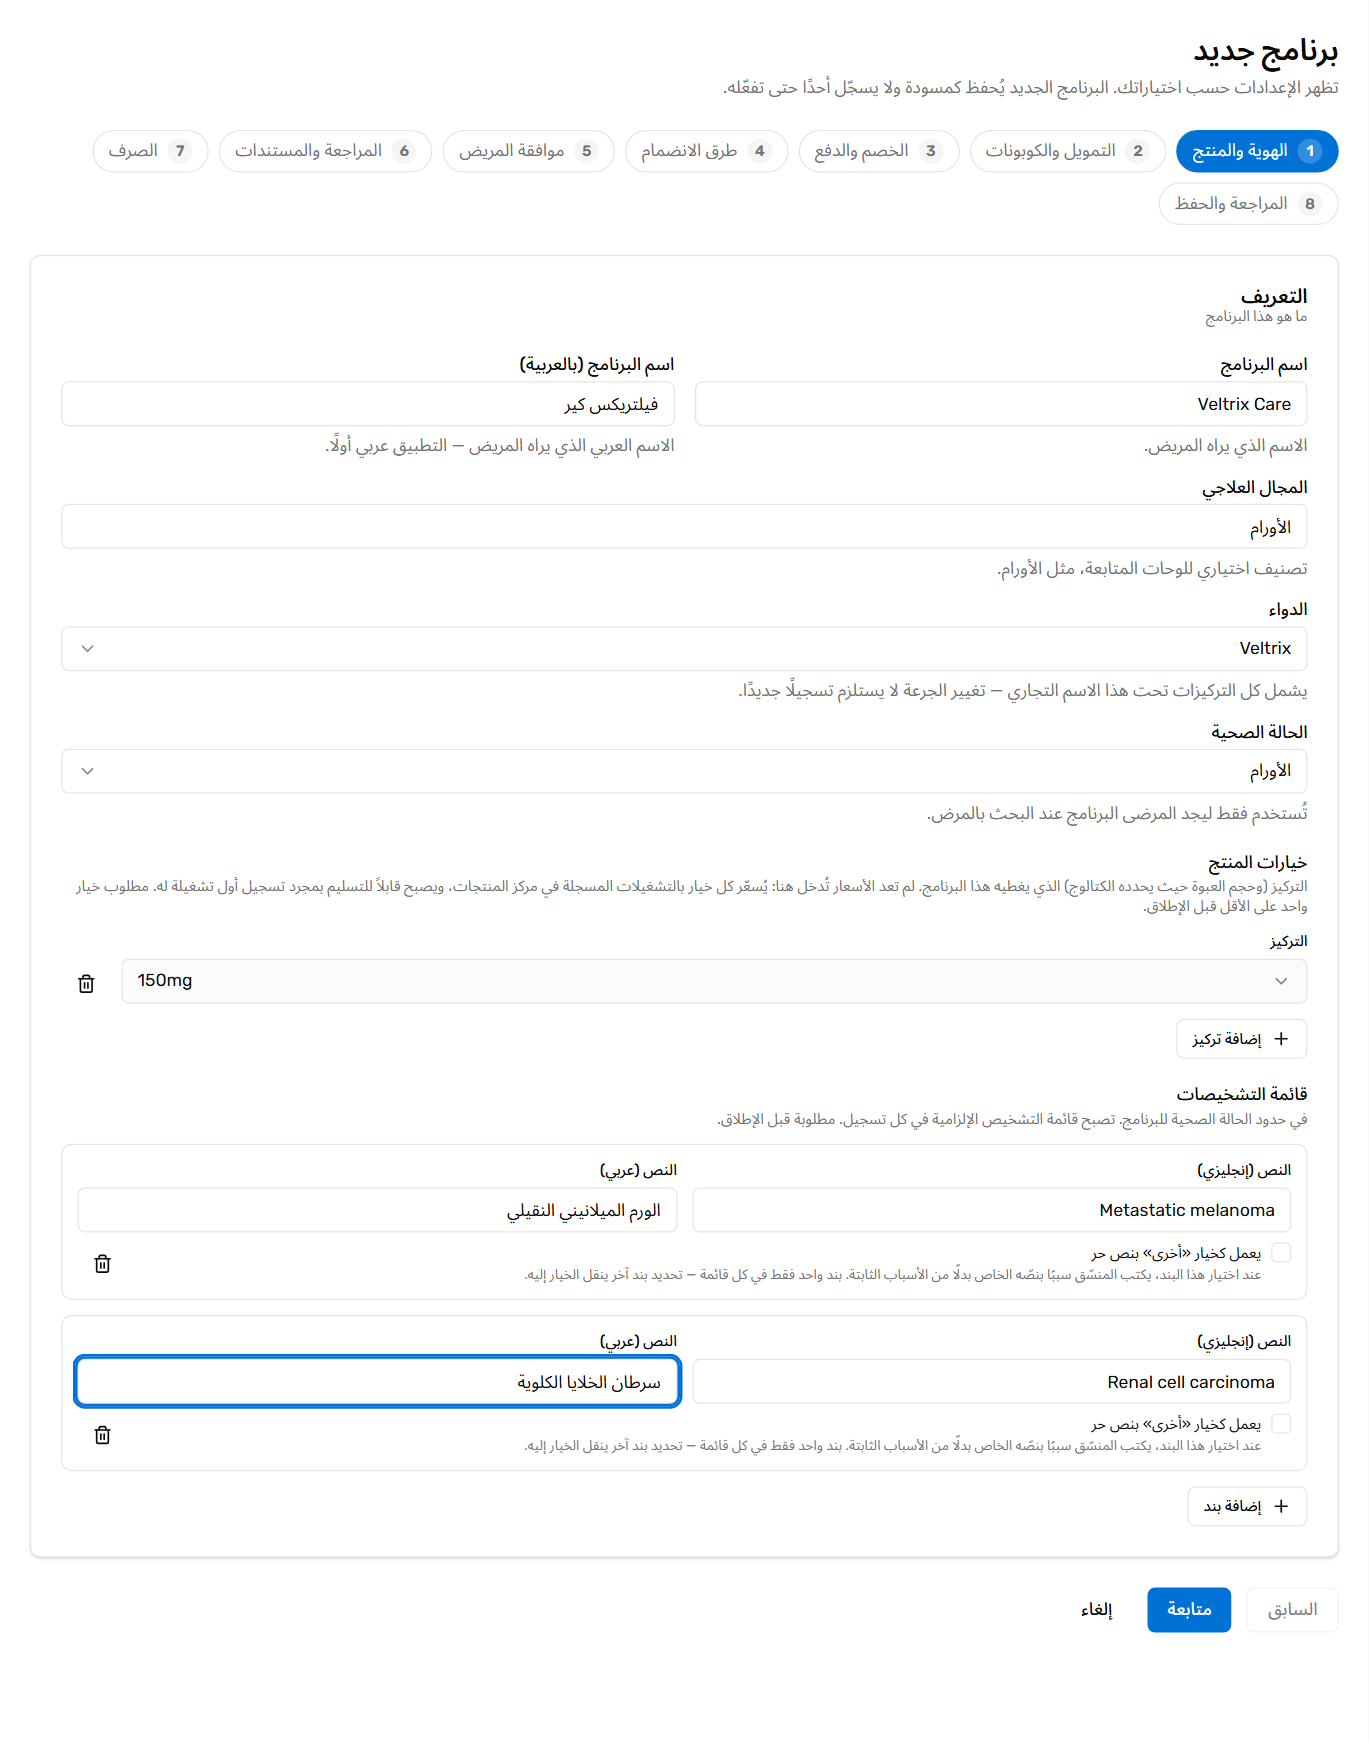 برنامج جديد
تظهر الإعدادات حسب اختياراتك. البرنامج الجديد يُحفظ كمسودة ولا يسجّل أحدًا حتى تفعّله.
1 الهوية والمنتج
2 التمويل والكوبونات
3 الخصم والدفع
4 طرق الانضمام
5 موافقة المريض
6 المراجعة والمستندات
7 الصرف
8 المراجعة والحفظ
التعريف
ما هو هذا البرنامج
اسم البرنامج
Veltrix Care
الاسم الذي يراه المريض.
اسم البرنامج (بالعربية)
فيلتريكس كير
الاسم العربي الذي يراه المريض — التطبيق عربي أولًا.
المجال العلاجي
الأورام
تصنيف اختياري للوحات المتابعة، مثل الأورام.
الدواء
Veltrix
يشمل كل التركيزات تحت هذا الاسم التجاري — تغيير الجرعة لا يستلزم تسجيلًا جديدًا.
الحالة الصحية
الأورام
تُستخدم فقط ليجد المرضى البرنامج عند البحث بالمرض.
خيارات المنتج
التركيز (وحجم العبوة حيث يحدده الكتالوج) الذي يغطيه هذا البرنامج. لم تعد الأسعار تُدخل هنا: يُسعّر كل خيار بالتشغيلات المسجلة في مركز المنتجات، ويصبح قابلاً للتسليم بمجرد تسجيل أول تشغيلة له. مطلوب خيار
واحد على الأقل قبل الإطلاق.
التركيز
150mg
إضافة تركيز
قائمة التشخيصات
في حدود الحالة الصحية للبرنامج. تصبح قائمة التشخيص الإلزامية في كل تسجيل. مطلوبة قبل الإطلاق.
النص (إنجليزي)
Metastatic melanoma
النص (عربي)
الورم الميلانيني النقيلي
يعمل كخيار «أخرى» بنص حر
عند اختيار هذا البند، يكتب المنسّق سببًا بنصّه الخاص بدلًا من الأسباب الثابتة. بند واحد فقط في كل قائمة — تحديد بند آخر ينقل الخيار إليه.
النص (إنجليزي)
Renal cell carcinoma
النص (عربي)
سرطان الخلايا الكلوية
يعمل كخيار «أخرى» بنص حر
عند اختيار هذا البند، يكتب المنسّق سببًا بنصّه الخاص بدلًا من الأسباب الثابتة. بند واحد فقط في كل قائمة — تحديد بند آخر ينقل الخيار إليه.
إضافة بند
السابق
متابعة
إلغاء